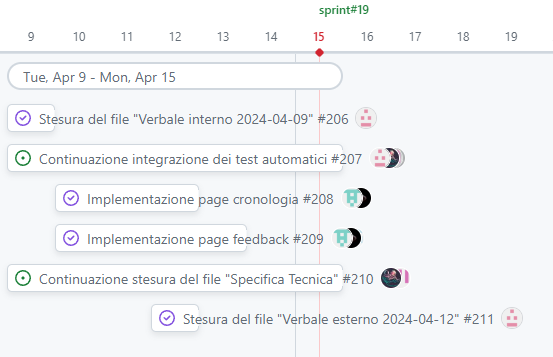 sprint#19
9 10 11 12 13 14 15 16 17 18 19
Tue, Apr 9 - Mon, Apr 15
Stesura del file "Verbale interno 2024-04-09" #206
Continuazione integrazione dei test automatici #207
Implementazione page cronologia #208
Implementazione page feedback #209
Continuazione stesura del file "Specifica Tecnica" #210
Stesura del file "Verbale esterno 2024-04-12" #211